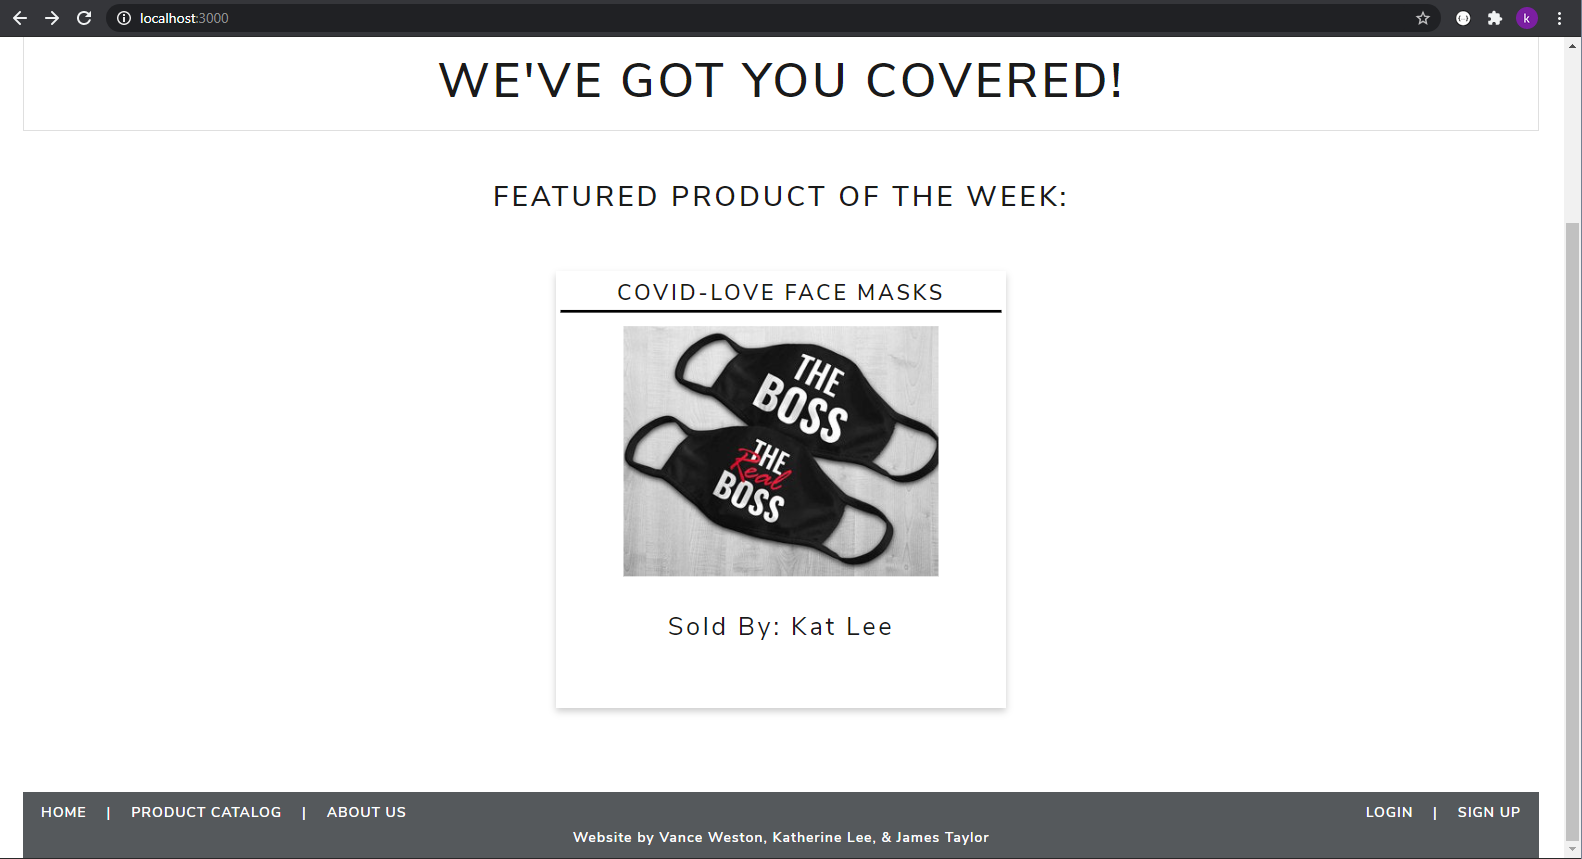 localhost:3000
k
WE'VE GOT YOU COVERED!
FEATURED PRODUCT OF THE WEEK:
COVID-LOVE FACE MASKS
THE
BOSS
THE
Real
BOSS
Sold By: Kat Lee
HOME | PRODUCT CATALOG | ABOUT US LOGIN | SIGN UP
Website by Vance Weston, Katherine Lee, & James Taylor